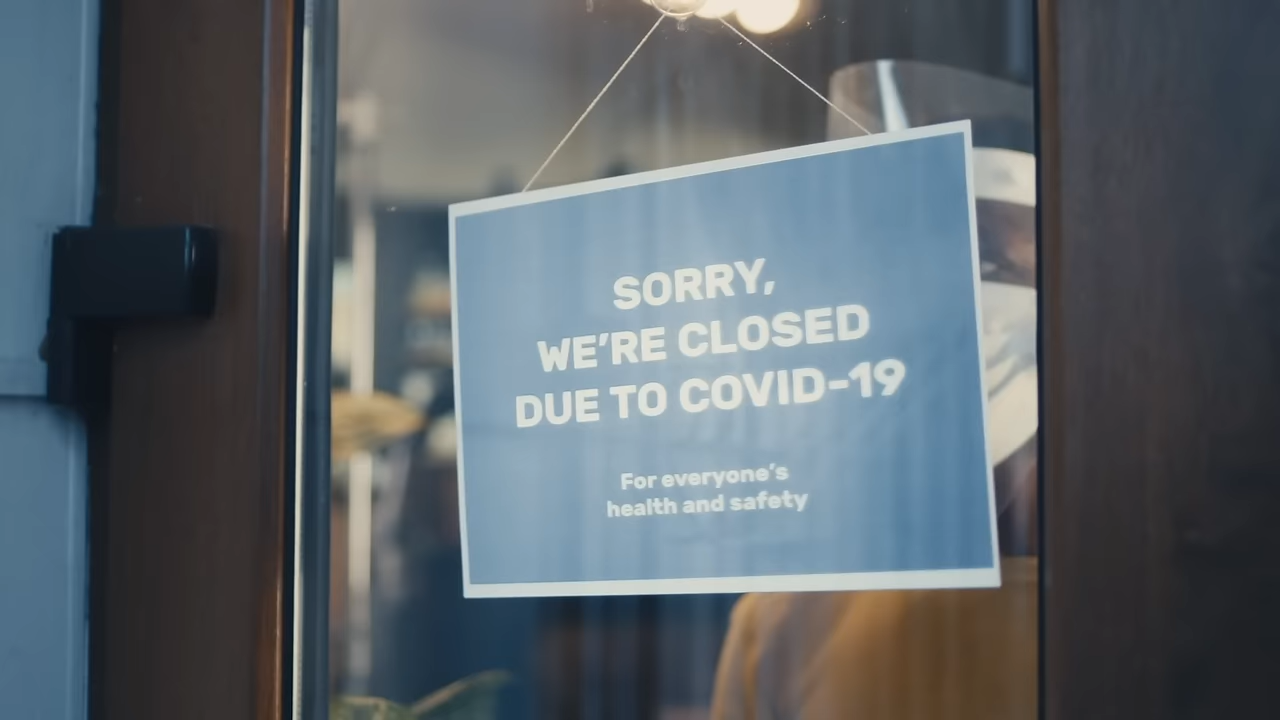 SORRY,
WE'RE CLOSED
DUE TO COVID-19
For everyone's
health and safety